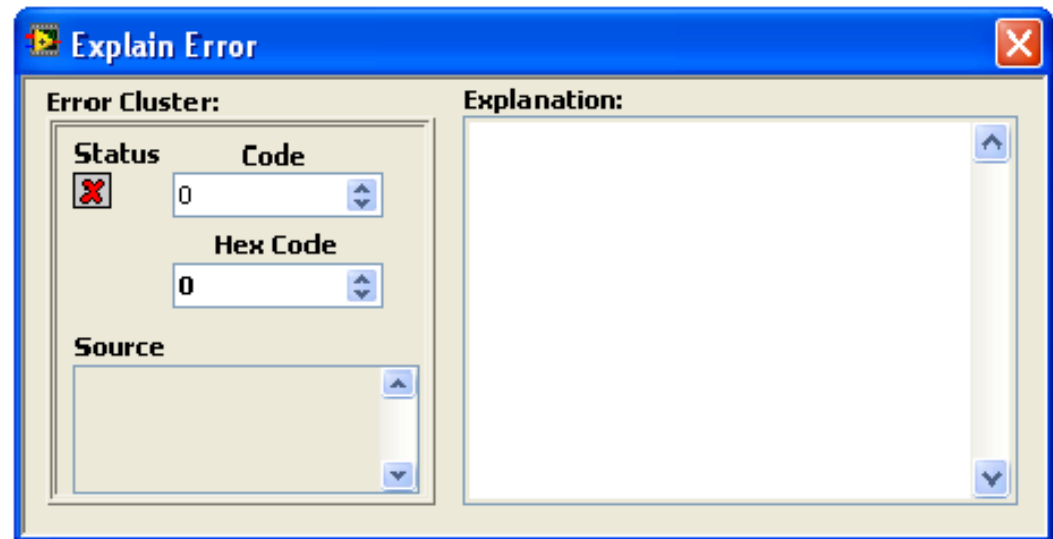 Explain Error
Error Cluster:
Status Code
0
Hex Code
0
Source
Explanation: